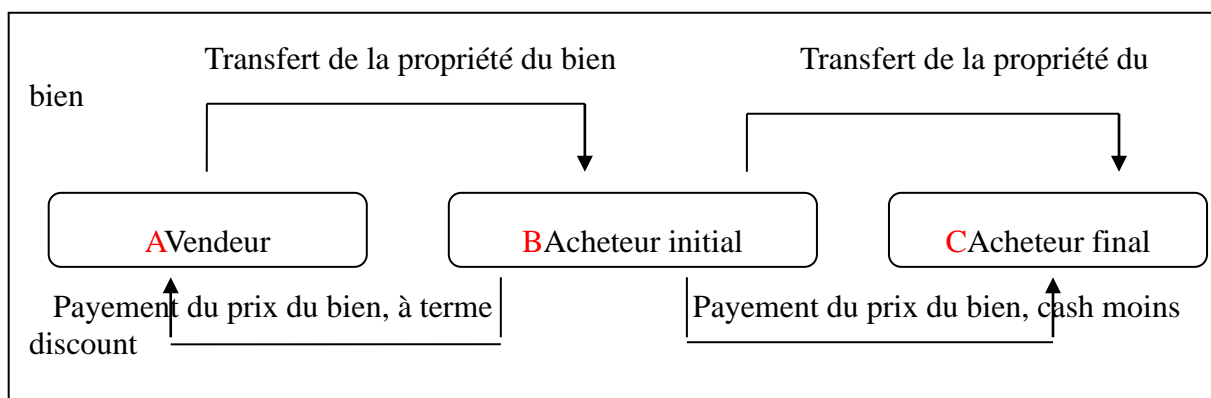 Transfert de la propriété du bien Transfert de la propriété du
bien
AVendeur BAcheteur initial CAcheteur final
Payement du prix du bien, à terme Payement du prix du bien, cash moins
discount